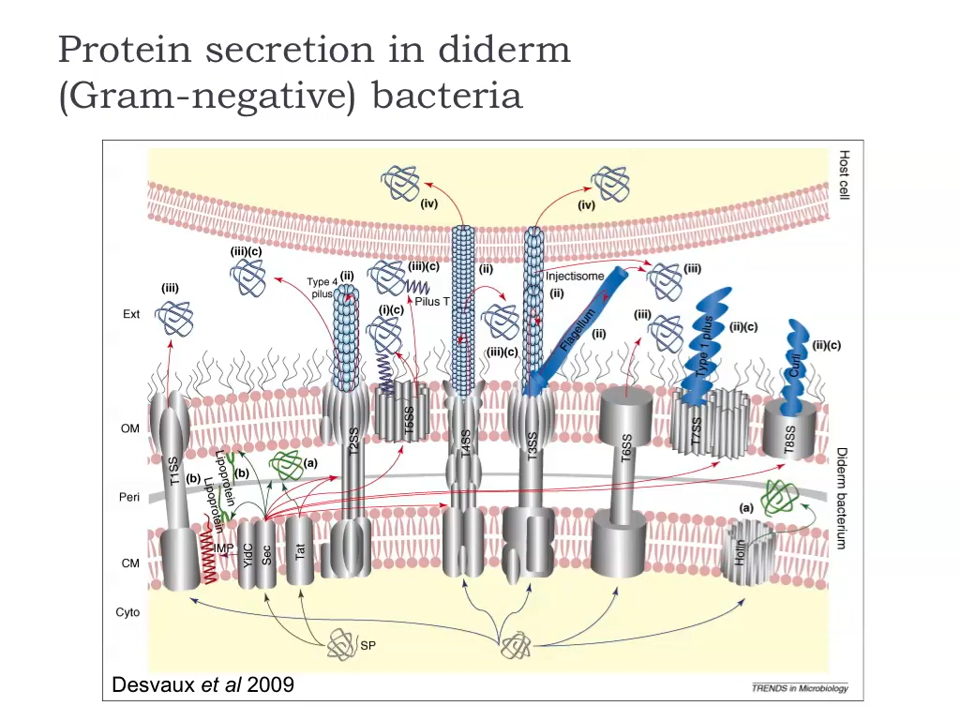 Protein secretion in diderm
(Gram-negative) bacteria
Host cell
(iv)
(iv)
(iii)(c)
Type 4
pilus
(ii)
(iii)(c)
(ii)
Injectisome
(iii)
(iii)
Pilus T
(ii)
Ext
(i)(c)
(iii)
Flagellum
(ii)
Type 1 pilus
(ii)(c)
(iii)(c)
Curli
(ii)(c)
OM
T1SS
T2SS
T5SS
T4SS
T3SS
T6SS
T7SS
T8SS
Diderm bacterium
(b)
Lipoprotein
(b)
(a)
Lipoprotein
Peri
(a)
CM
IMP
YidC
Sec
Tat
Holin
Cyto
SP
Desvaux et al 2009
TRENDS in Microbiology